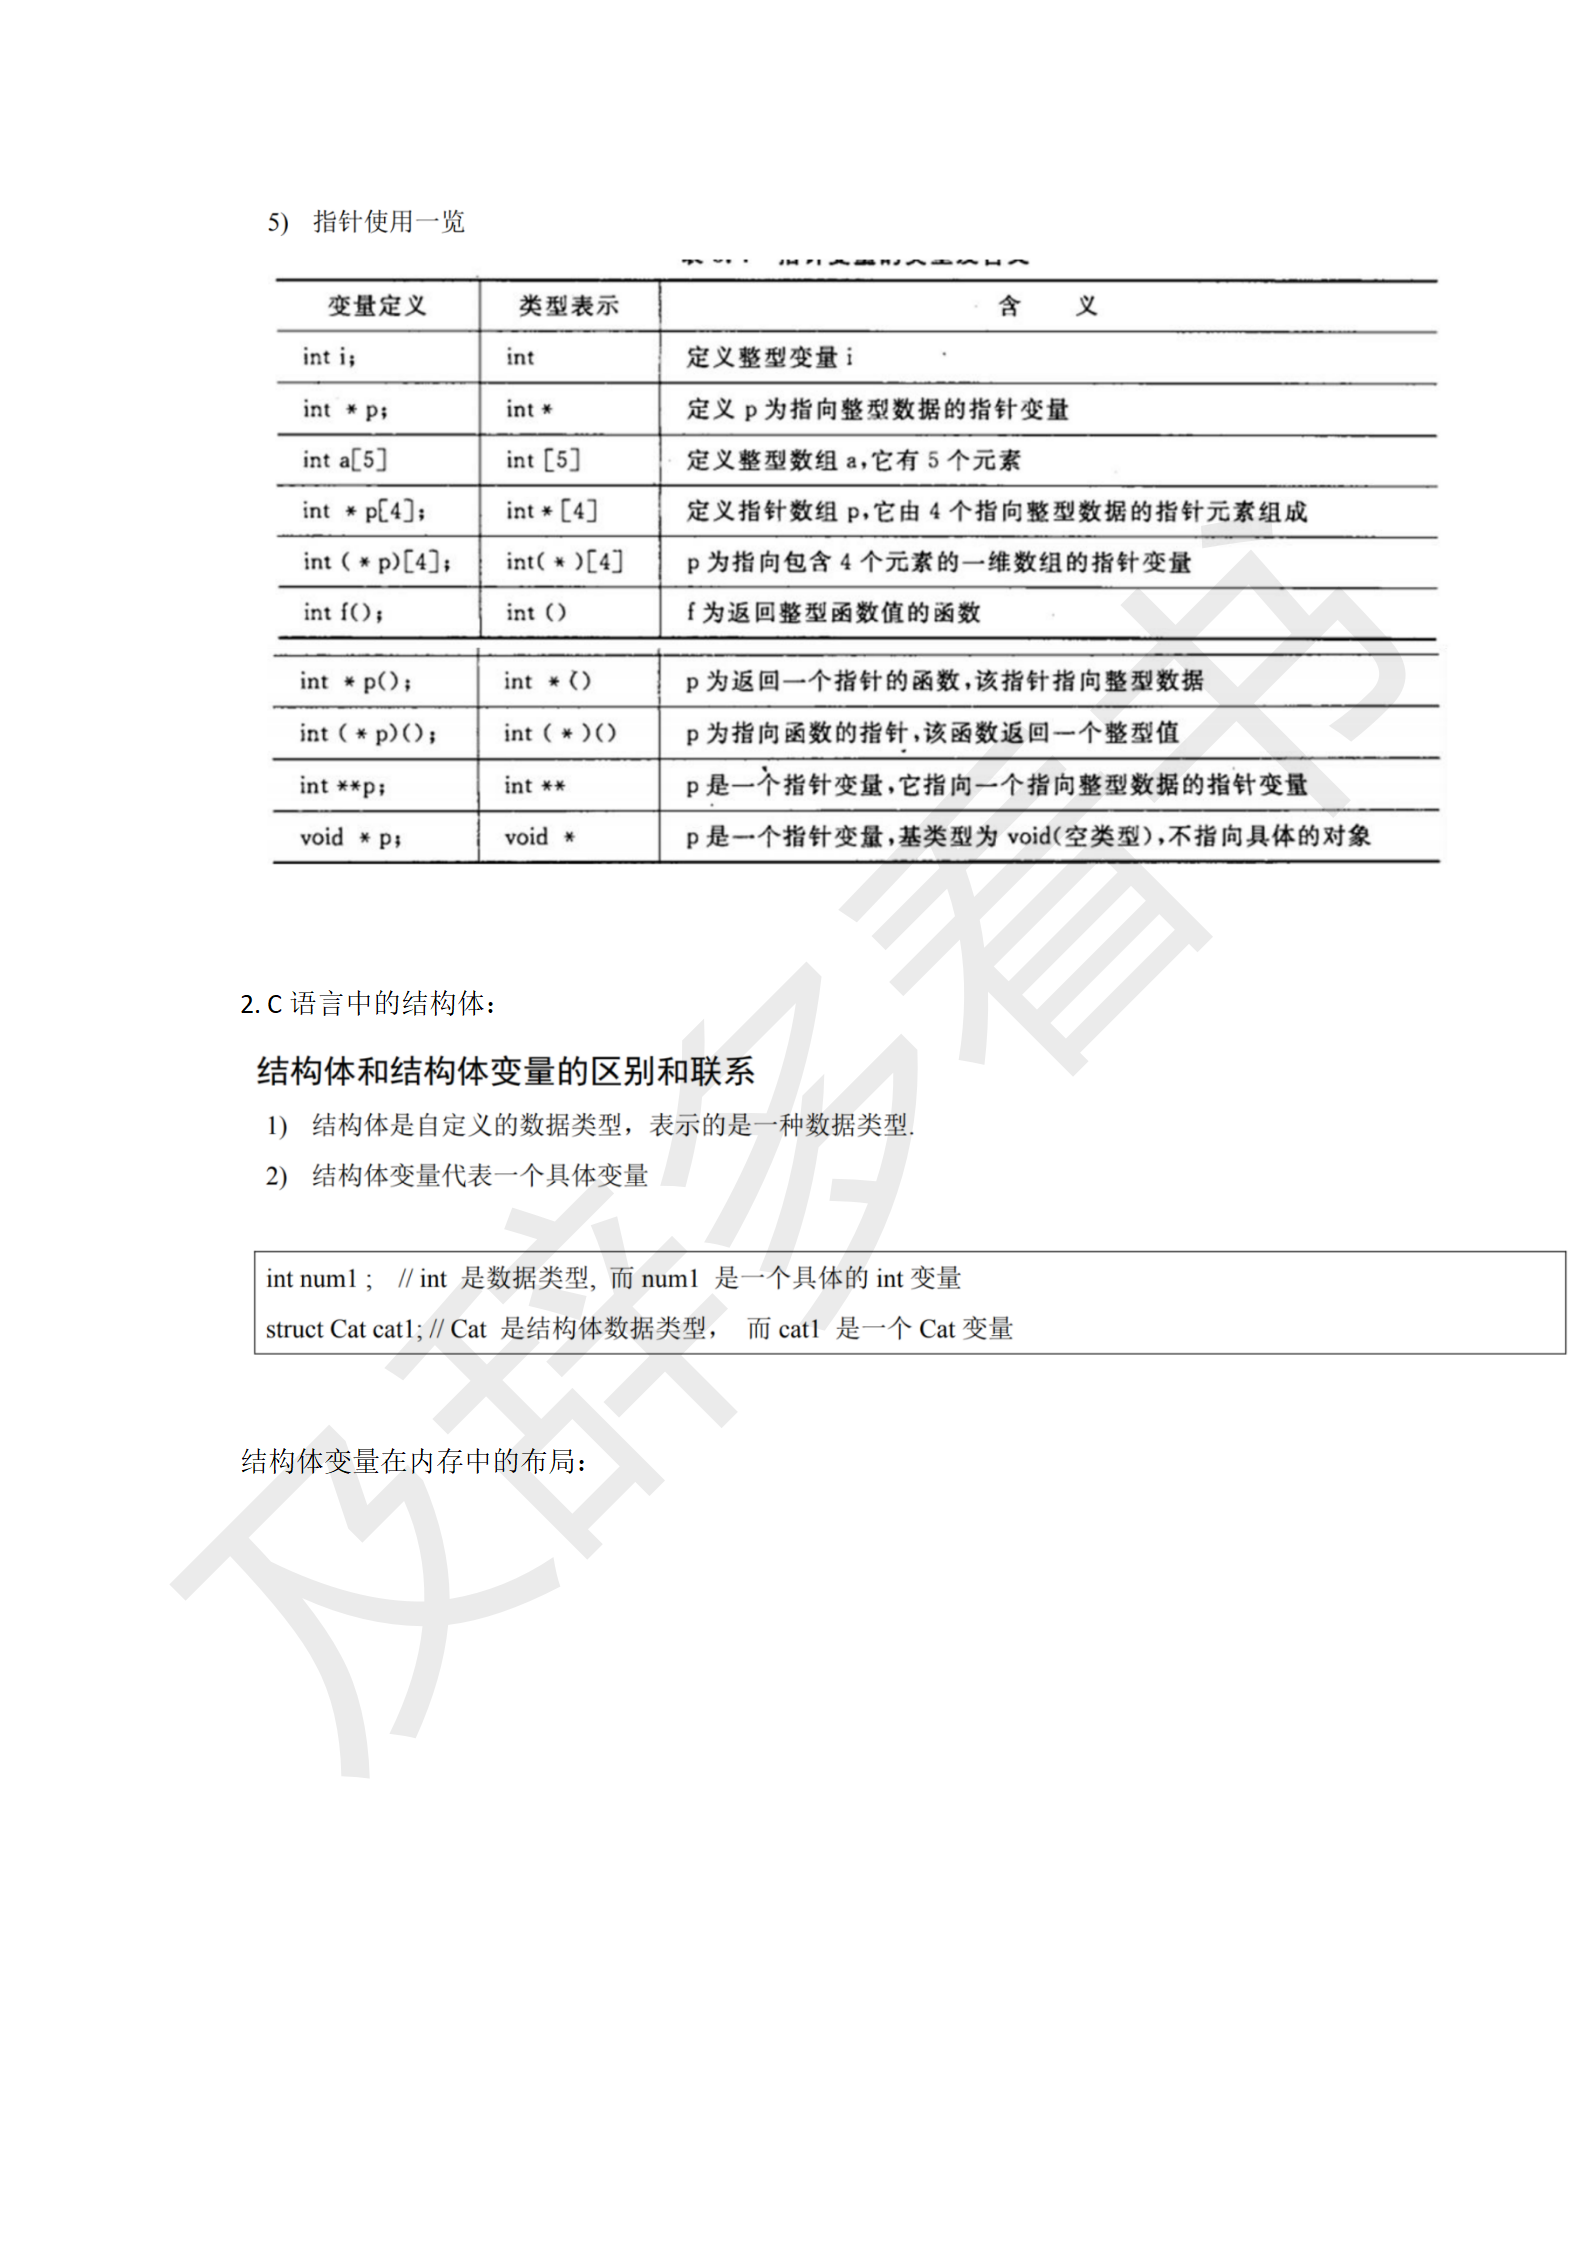 5) 指针使用一览
变量定义 类型表示 含 义
int i; int 定义整型变量 i
int * p; int * 定义 p 为指向整型数据的指针变量
int a[5] int [5] 定义整型数组 a,它有 5 个元素
int * p[4]; int * [4] 定义指针数组 p,它由 4 个指向整型数据的指针元素组成
int ( * p)[4]; int( * )[4] p 为指向包含 4 个元素的一维数组的指针变量
int f(); int () f 为返回整型函数值的函数
int * p(); int * () p 为返回一个指针的函数,该指针指向整型数据
int ( * p)(); int ( * )() p 为指向函数的指针,该函数返回一个整型值
int **p; int ** p 是一个指针变量,它指向一个指向整型数据的指针变量
void * p; void * p 是一个指针变量,基类型为 void(空类型),不指向具体的对象
2. C 语言中的结构体：
结构体和结构体变量的区别和联系
1) 结构体是自定义的数据类型，表示的是一种数据类型.
2) 结构体变量代表一个具体变量
int num1 ; // int 是数据类型, 而 num1 是一个具体的 int 变量
struct Cat cat1; // Cat 是结构体数据类型， 而 cat1 是一个 Cat 变量
结构体变量在内存中的布局：
及辞多看书